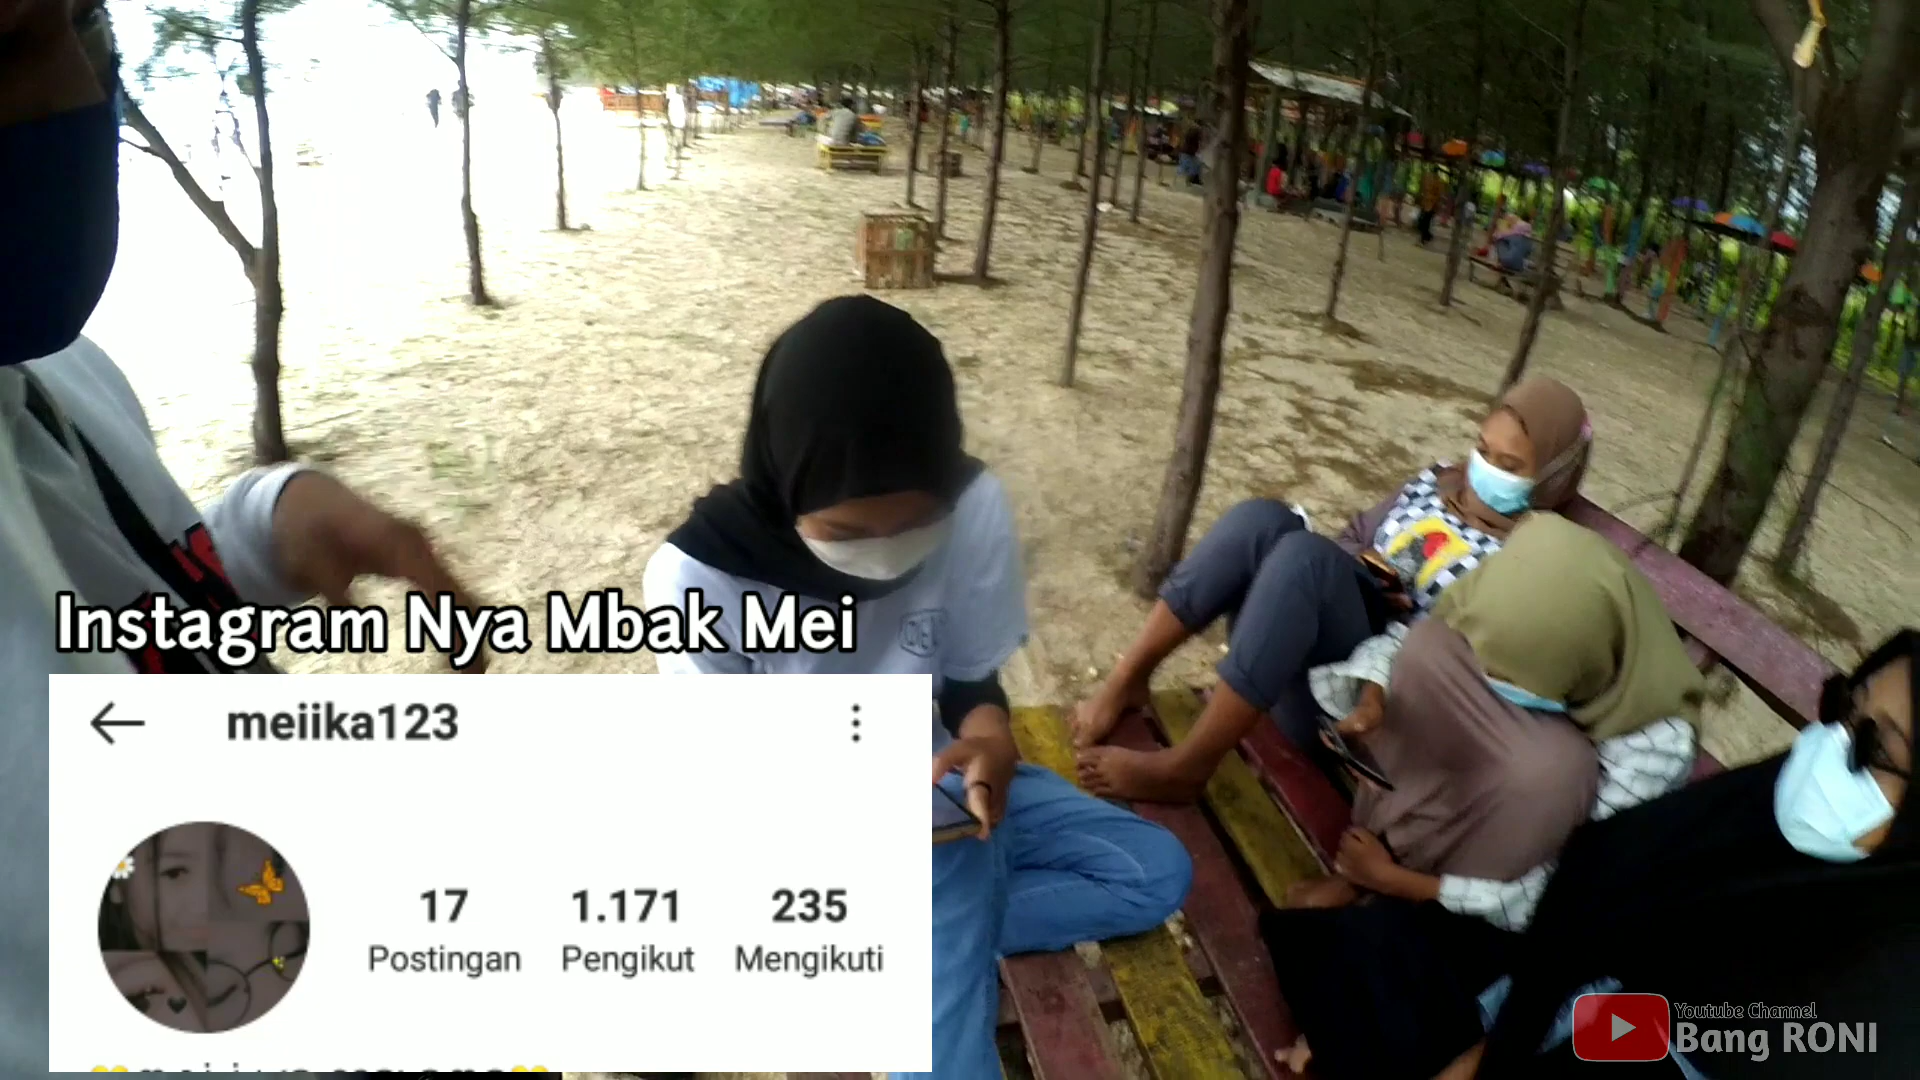 Instagram Nya Mbak Mei
meiika123
17 1.171 235
Postingan Pengikut Mengikuti
Youtube Channel
Bang RONI